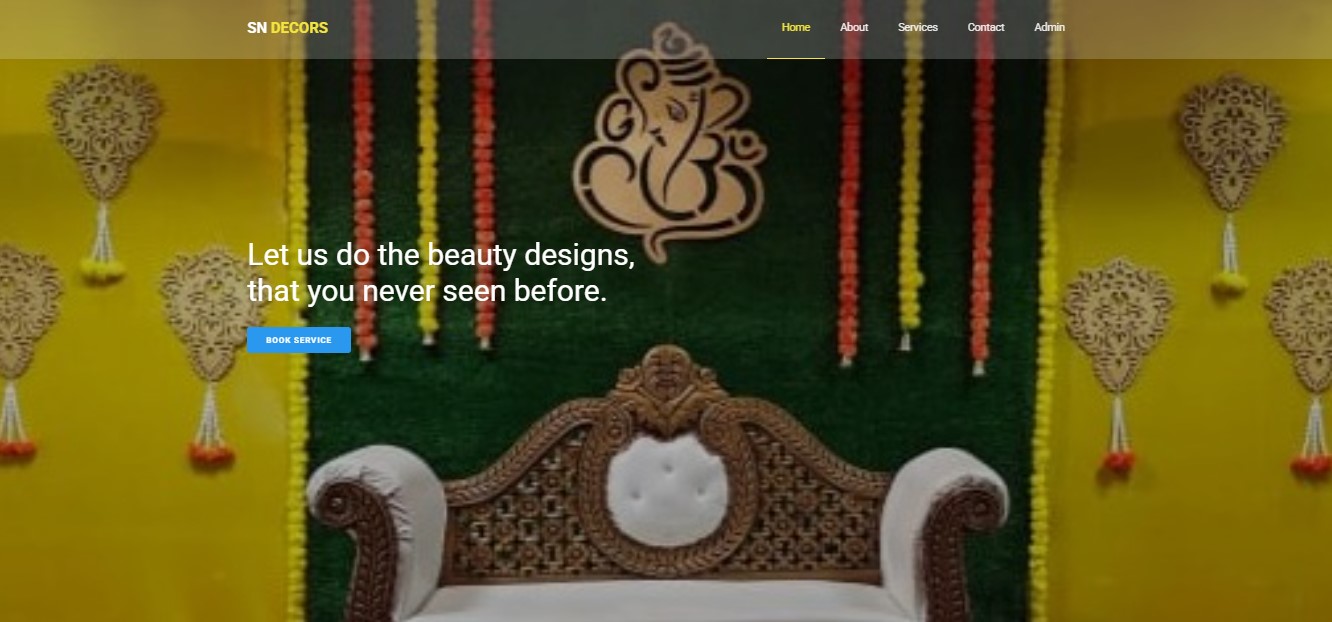 SN DECORS
Home About Services Contact Admin
Let us do the beauty designs,
that you never seen before.
BOOK SERVICE